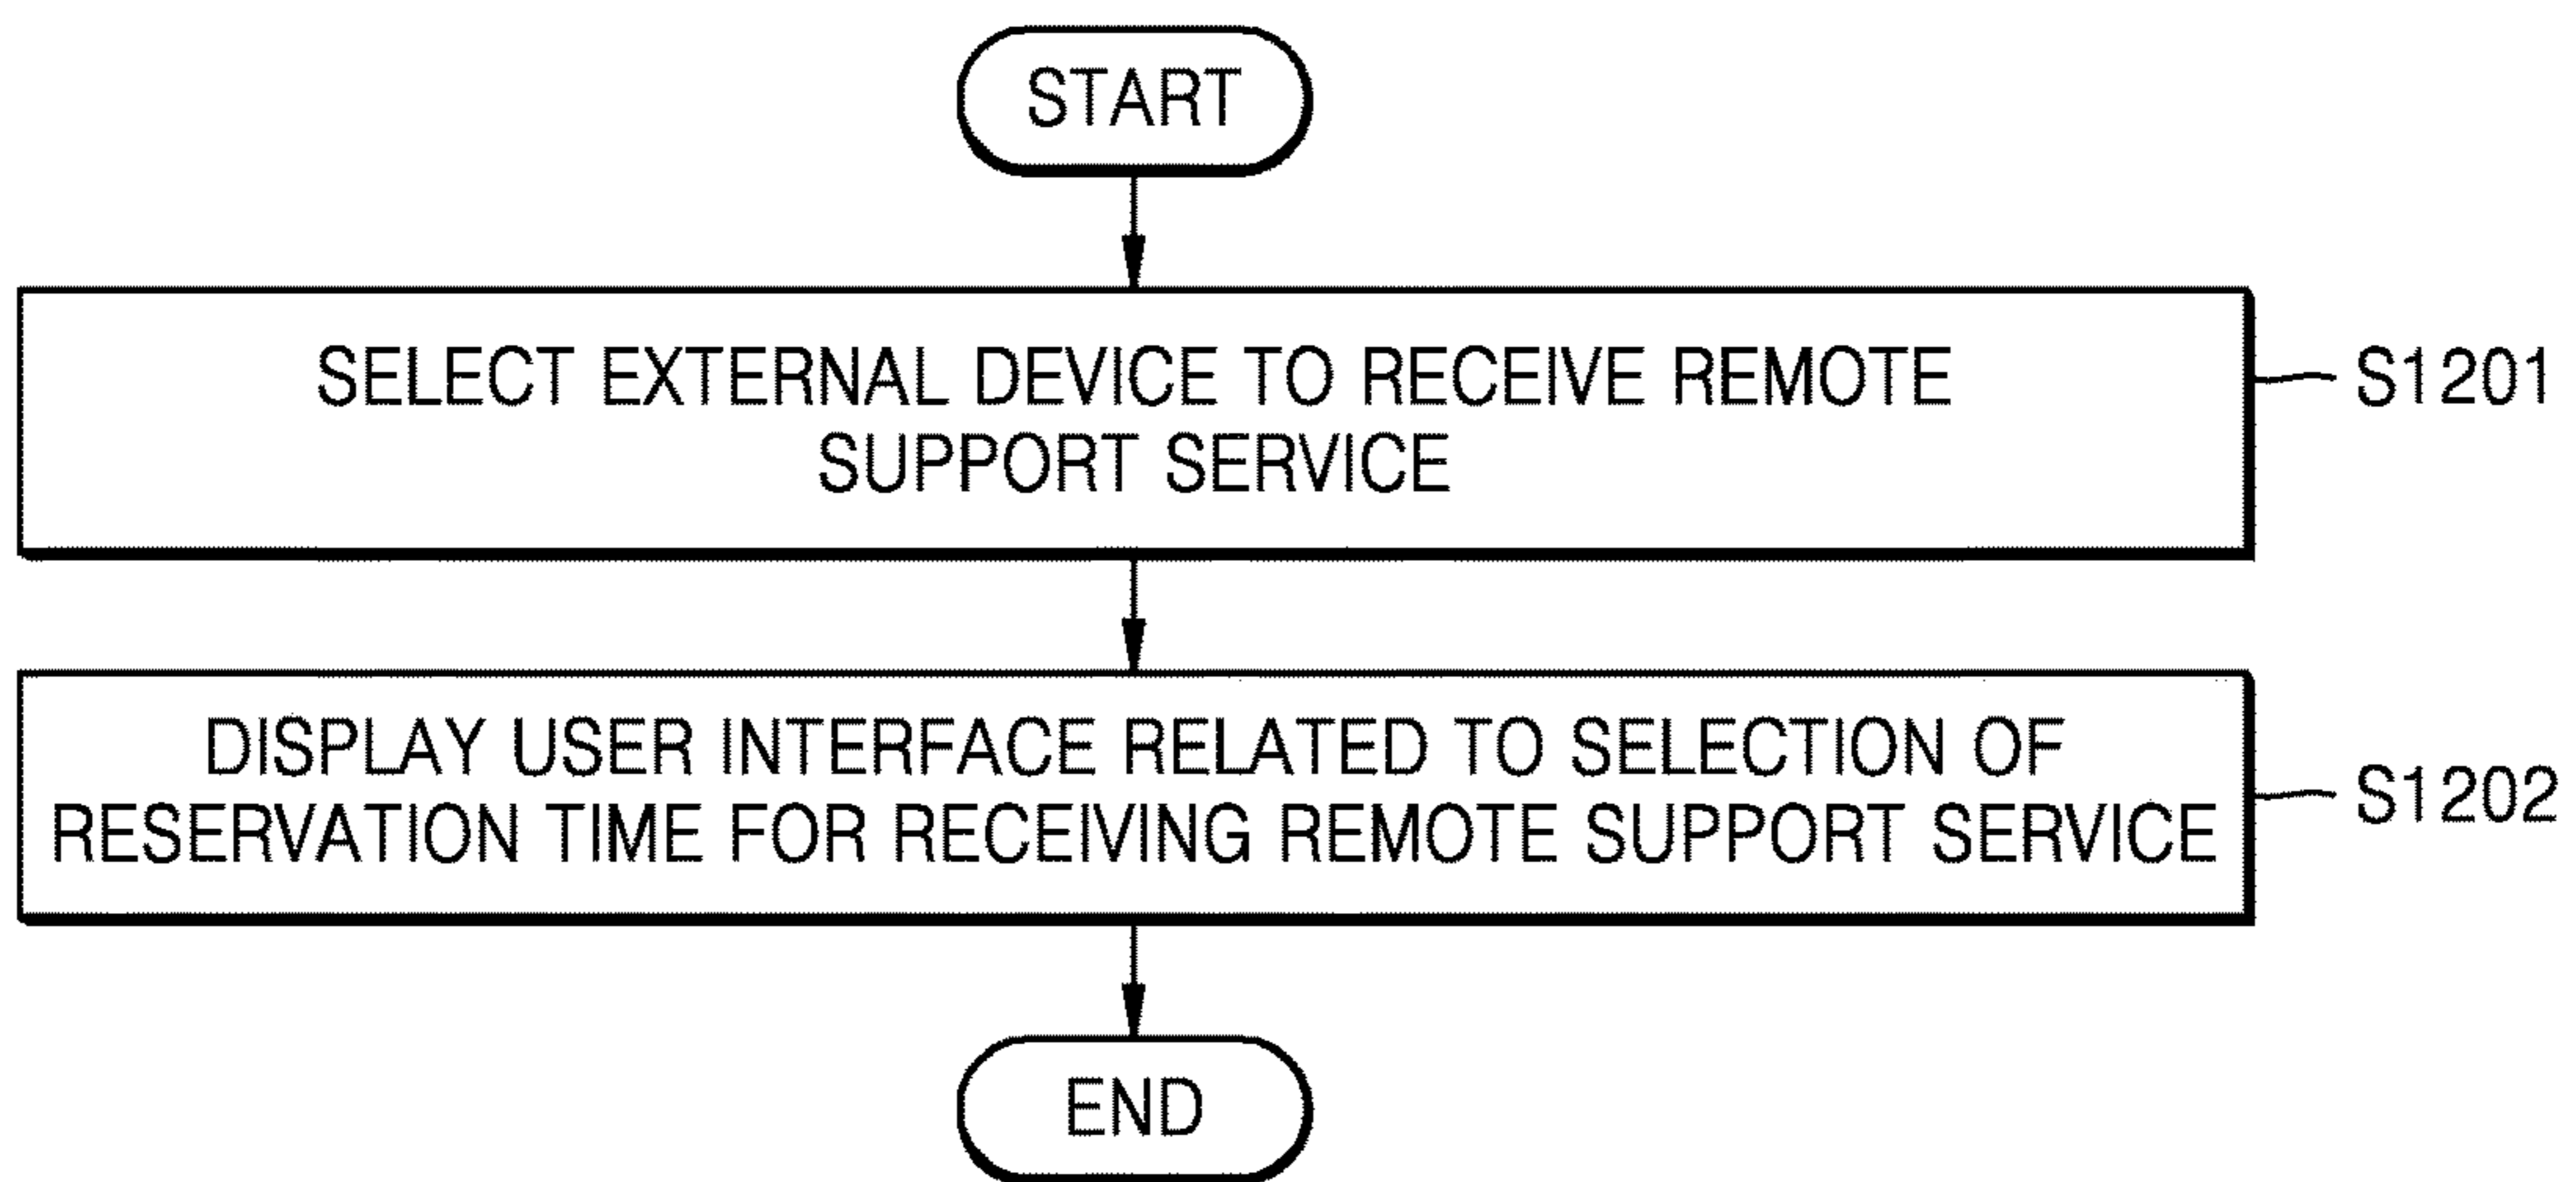 START
SELECT EXTERNAL DEVICE TO RECEIVE REMOTE
SUPPORT SERVICE
S1201
DISPLAY USER INTERFACE RELATED TO SELECTION OF
RESERVATION TIME FOR RECEIVING REMOTE SUPPORT SERVICE
S1202
END